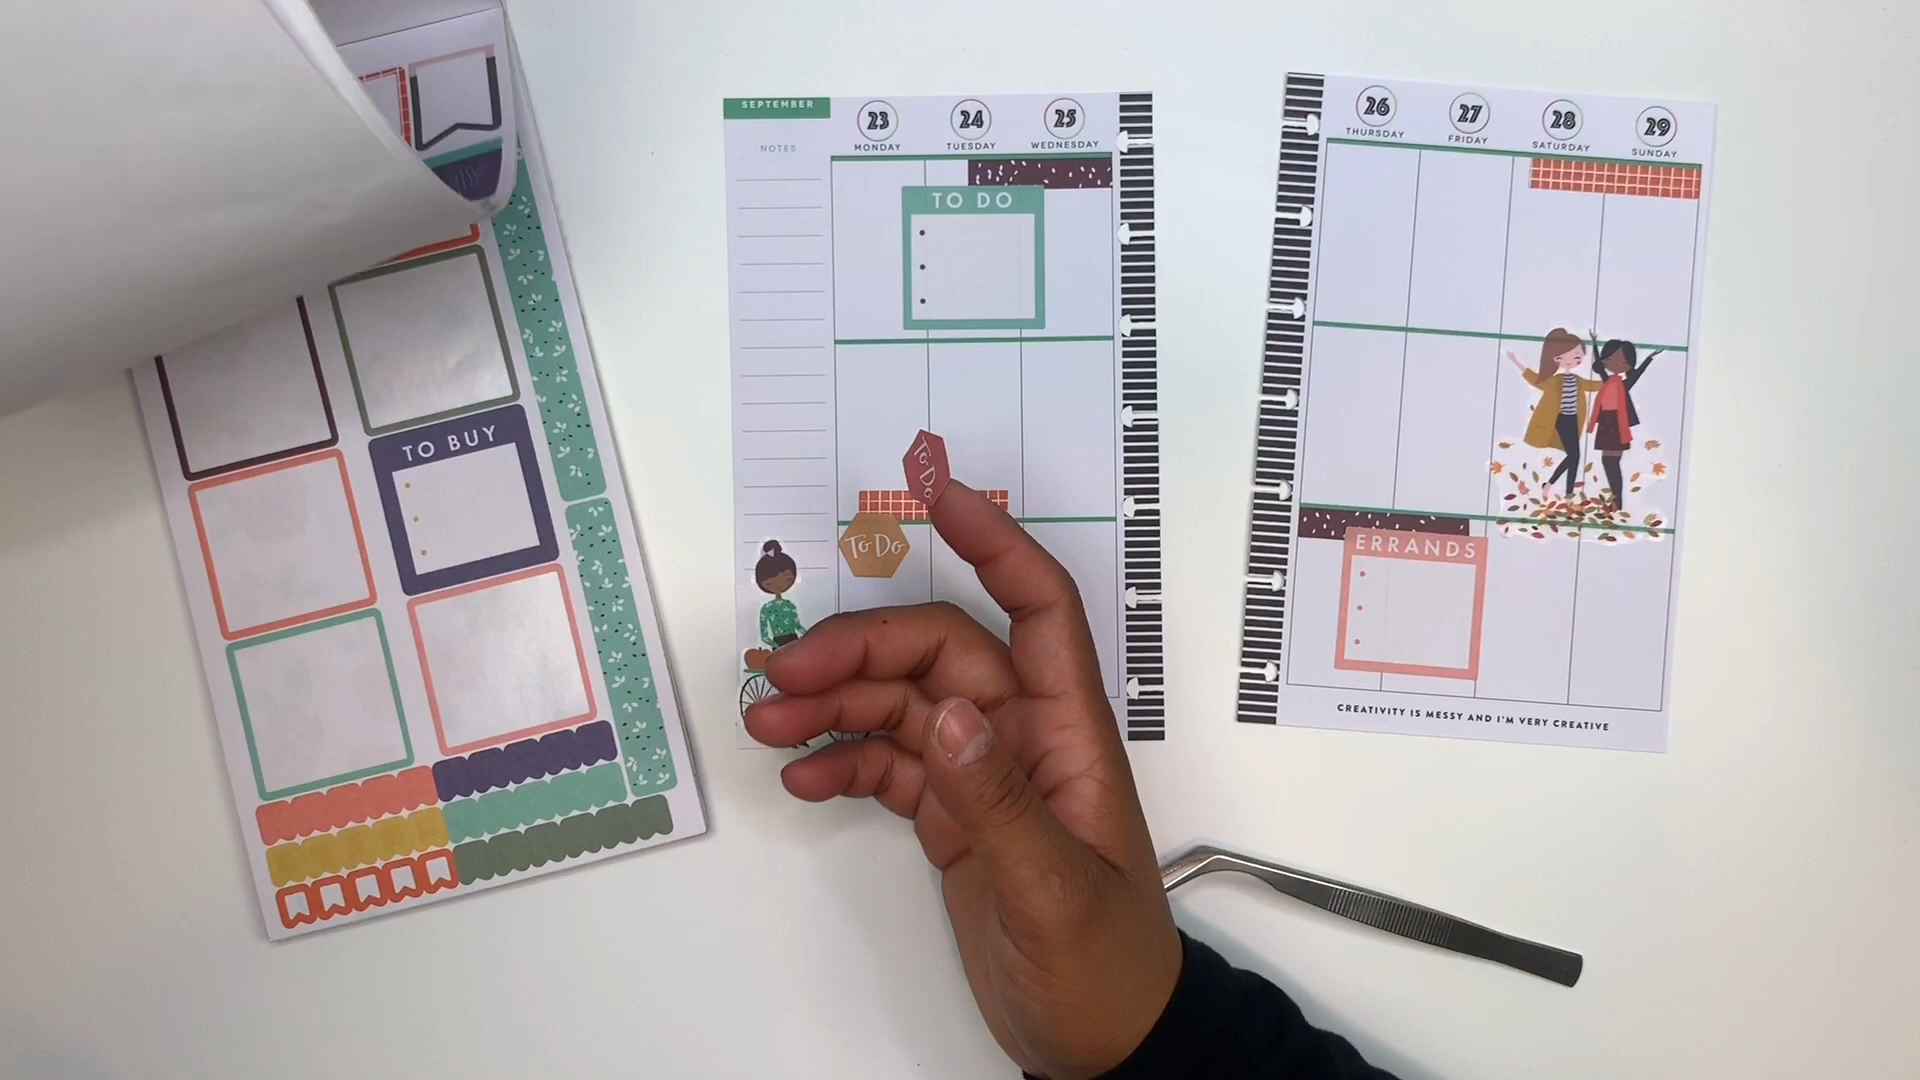 TO BUY
SEPTEMBER
NOTES
23
24
25
MONDAY
TUESDAY
WEDNESDAY
TO DO
To Do
To Do
26
27
28
29
THURSDAY
FRIDAY
SATURDAY
SUNDAY
ERRANDS
CREATIVITY IS MESSY AND I'M VERY CREATIVE